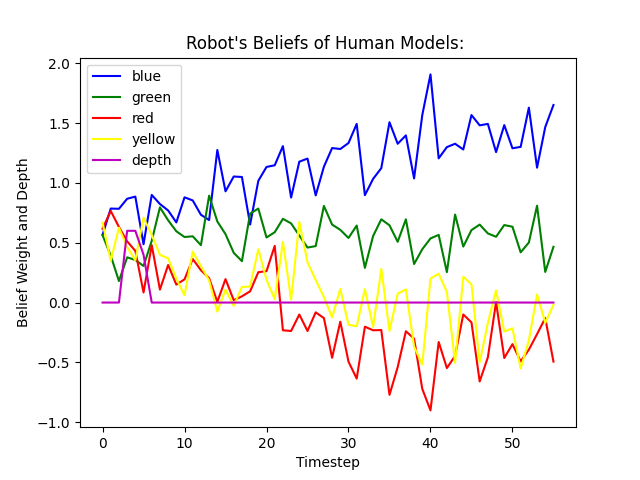 Robot's Beliefs of Human Models:
blue
green
red
yellow
depth
Belief Weight and Depth
2.0
1.5
1.0
0.5
0.0
−0.5
−1.0
0 10 20 30 40 50
Timestep